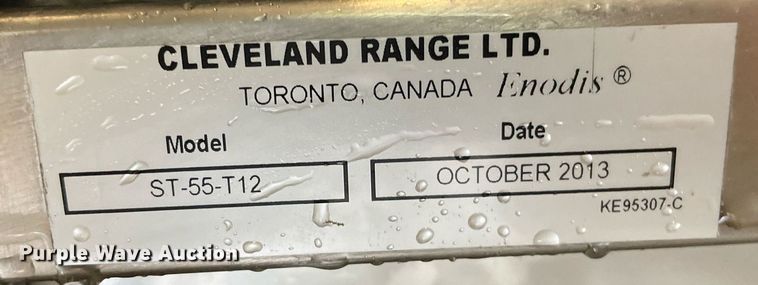 CLEVELAND RANGE LTD.
TORONTO, CANADA Enodis ®
Model Date
ST-55-T12 OCTOBER 2013
KE95307-C
Purple Wave Auction